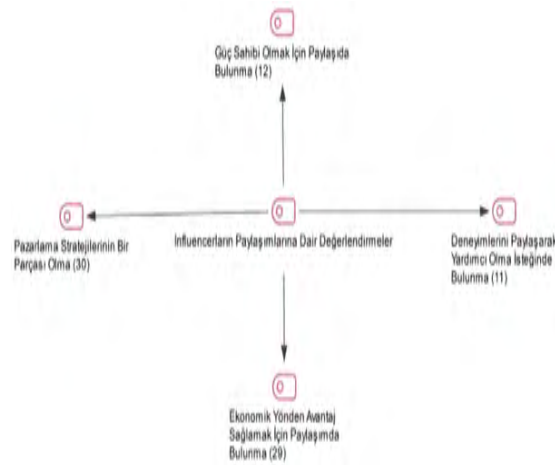 Güç Sahibi Olmak İçin Paylaşıda
Bulunma (12)
Pazarlama Stratejilerinin Bir
Parçası Olma (30)
Influencerların Paylaşımlarına Dair Değerlendirmeler
Deneyimlerini Paylaşarak
Yardımcı Olma İsteğinde
Bulunma (11)
Ekonomik Yönden Avantaj
Sağlamak İçin Paylaşımda
Bulunma (29)